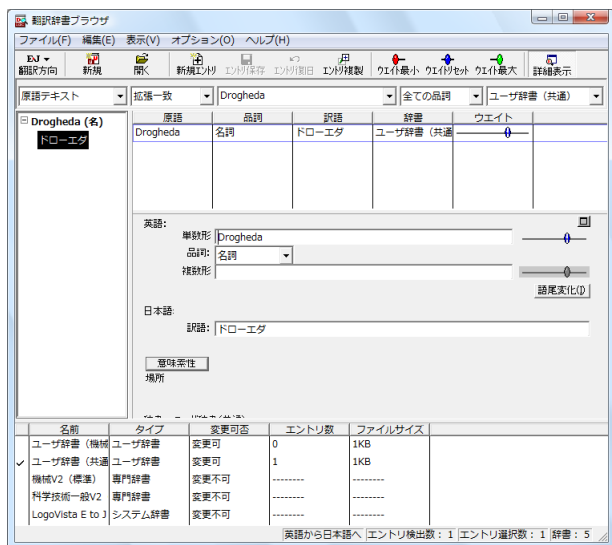 翻訳辞書ブラウザ
ファイル(F) 編集(E) 表示(V) オプション(O) ヘルプ(H)
EJ
翻訳方向 新規 開く 新規エントリ エントリ保存 エントリ復旧 エントリ複製 ウエイト最小 ウエイトリセット ウエイト最大 詳細表示
原語テキスト 拡張一致 Drogheda 全ての品詞 ユーザ辞書（共通）
Drogheda (名)
ドローエダ
原語 品詞 訳語 辞書 ウエイト
Drogheda 名詞 ドローエダ ユーザ辞書（共通
英語:
単数形 Drogheda
品詞: 名詞
複数形
語尾変化(I)
日本語:
訳語: ドローエダ
意味素性
場所
名前 タイプ 変更可否 エントリ数 ファイルサイズ
ユーザ辞書（機械 ユーザ辞書 変更可 0 1KB
✓ ユーザ辞書（共通 ユーザ辞書 変更可 1 1KB
機械V2（標準） 専門辞書 変更不可 -------- --------
科学技術一般V2 専門辞書 変更不可 -------- --------
LogoVista E to J システム辞書 変更不可 -------- --------
英語から日本語へ エントリ検出数: 1 エントリ選択数: 1 辞書: 5